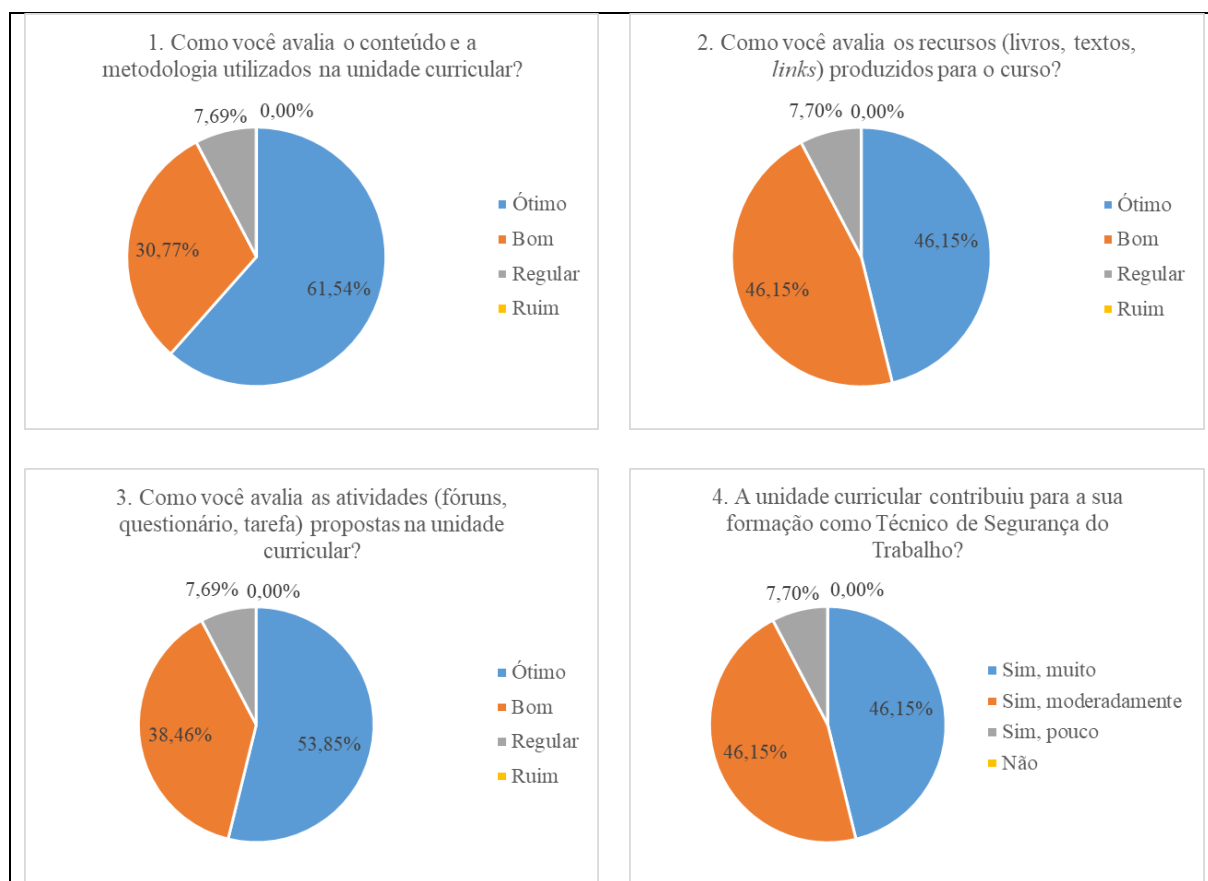 1. Como você avalia o conteúdo e a
metodologia utilizados na unidade curricular?
7,69%
0,00%
30,77%
61,54%
Ótimo
Bom
Regular
Ruim
2. Como você avalia os recursos (livros, textos,
links) produzidos para o curso?
7,70%
0,00%
46,15%
46,15%
Ótimo
Bom
Regular
Ruim
3. Como você avalia as atividades (fóruns,
questionário, tarefa) propostas na unidade
curricular?
7,69%
0,00%
38,46%
53,85%
Ótimo
Bom
Regular
Ruim
4. A unidade curricular contribuiu para a sua
formação como Técnico de Segurança do
Trabalho?
7,70%
0,00%
46,15%
46,15%
Sim, muito
Sim, moderadamente
Sim, pouco
Não